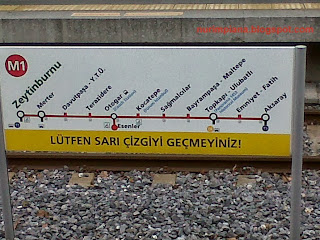 M1
Zeytinburnu
Merter
Davutpaşa - Y.T.Ü.
Terazidere
Otogar
Esenler
Kocatepe
Sağmalcılar
Bayrampaşa - Maltepe
Topkapı - Ulubatlı
Emniyet - Fatih
Aksaray
LÜTFEN SARI ÇİZGİYİ GEÇMEYİNİZ!